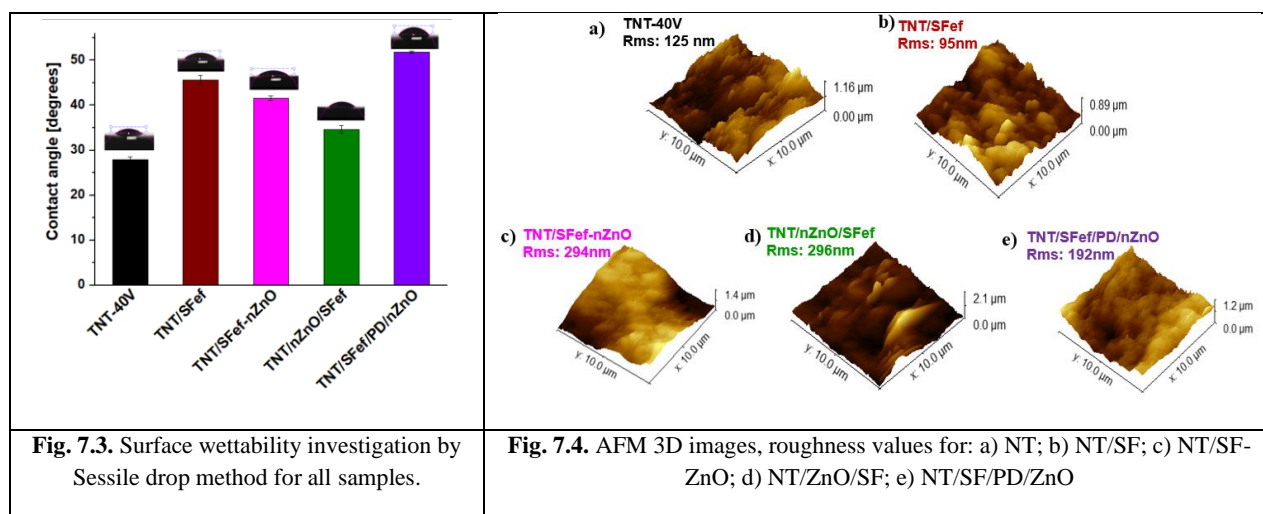 60
50
40
30
20
10
0
Contact angle [degrees]
TNT-40V
TNT/SFef
TNT/SFef-nZnO
TNT/nZnO/SFef
TNT/SFef/PD/nZnO
a)
TNT-40V
Rms: 125 nm
1.16 µm
0.00 µm
y: 10.0 µm
x: 10.0 µm
b)
TNT/SFef
Rms: 95nm
0.89 µm
0.00 µm
y: 10.0 µm
x: 10.0 µm
c)
TNT/SFef-nZnO
Rms: 294nm
1.4 µm
0.0 µm
y: 10.0 µm
x: 10.0 µm
d)
TNT/nZnO/SFef
Rms: 296nm
2.1 µm
0.0 µm
y: 10.0 µm
x: 10.0 µm
e)
TNT/SFef/PD/nZnO
Rms: 192nm
1.2 µm
0.0 µm
y: 10.0 µm
x: 10.0 µm
Fig. 7.3. Surface wettability investigation by
Sessile drop method for all samples.
Fig. 7.4. AFM 3D images, roughness values for: a) NT; b) NT/SF; c) NT/SF-
ZnO; d) NT/ZnO/SF; e) NT/SF/PD/ZnO